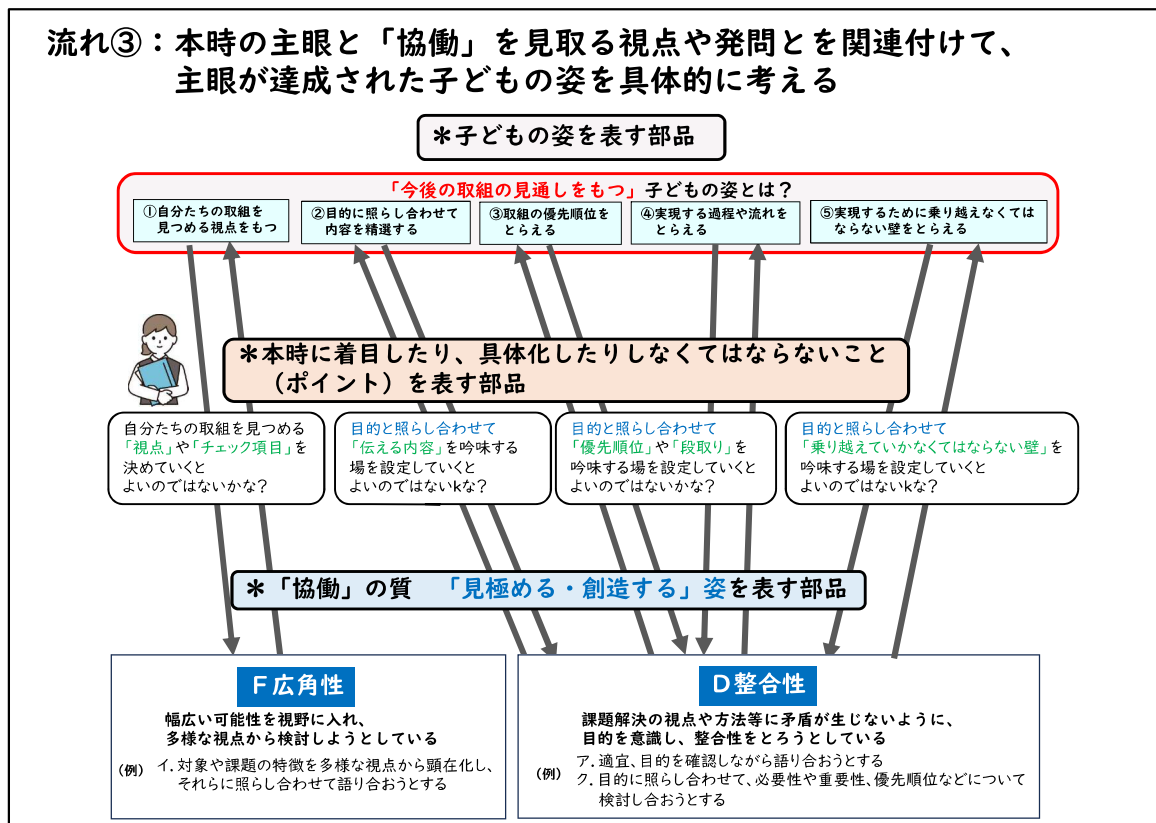 流れ③：本時の主眼と「協働」を見取る視点や発問とを関連付けて、
主眼が達成された子どもの姿を具体的に考える
＊子どもの姿を表す部品
「今後の取組の見通しをもつ」子どもの姿とは？
①自分たちの取組を
見つめる視点をもつ
②目的に照らし合わせて
内容を精選する
③取組の優先順位を
とらえる
④実現する過程や流れを
とらえる
⑤実現するために乗り越えなくては
ならない壁をとらえる
＊本時に着目したり、具体化したりしなくてはならないこと
（ポイント）を表す部品
自分たちの取組を見つめる
「視点」や「チェック項目」を
決めていくと
よいのではないかな？
目的と照らし合わせて
「伝える内容」を吟味する
場を設定していくと
よいのではないkな？
目的と照らし合わせて
「優先順位」や「段取り」を
吟味する場を設定していくと
よいのではないかな？
目的と照らし合わせて
「乗り越えていかなくてはならない壁」を
吟味する場を設定していくと
よいのではないkな？
＊「協働」の質　「見極める・創造する」姿を表す部品
Ｆ広角性
幅広い可能性を視野に入れ、
多様な視点から検討しようとしている
（例） イ．対象や課題の特徴を多様な視点から顕在化し、
それらに照らし合わせて語り合おうとする
Ｄ整合性
課題解決の視点や方法等に矛盾が生じないように、
目的を意識し、整合性をとろうとしている
（例） ア．適宜、目的を確認しながら語り合おうとする
ク．目的に照らし合わせて、必要性や重要性、優先順位などについて
検討し合おうとする